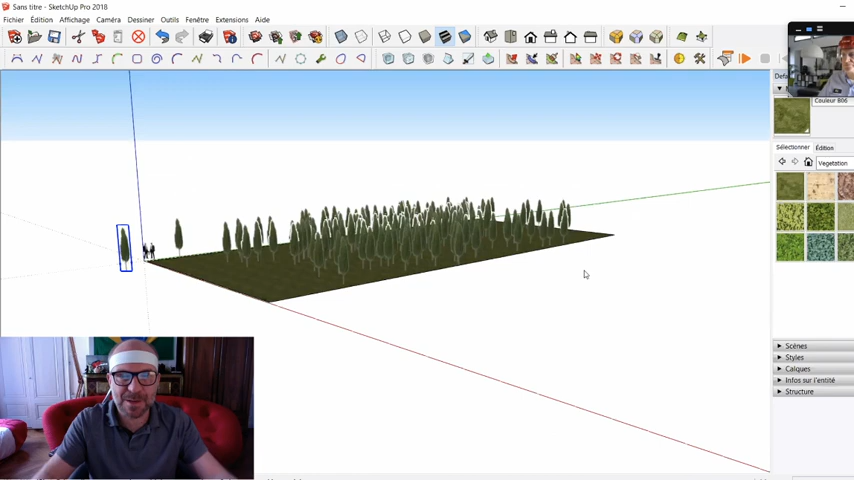 Sans titre - SketchUp Pro 2018
Fichier Édition Affichage Caméra Dessiner Outils Fenêtre Extensions Aide
Couleur 806
Sélectionner Édition
Vegetation
Scènes
Styles
Calques
Infos sur l'entité
Structure